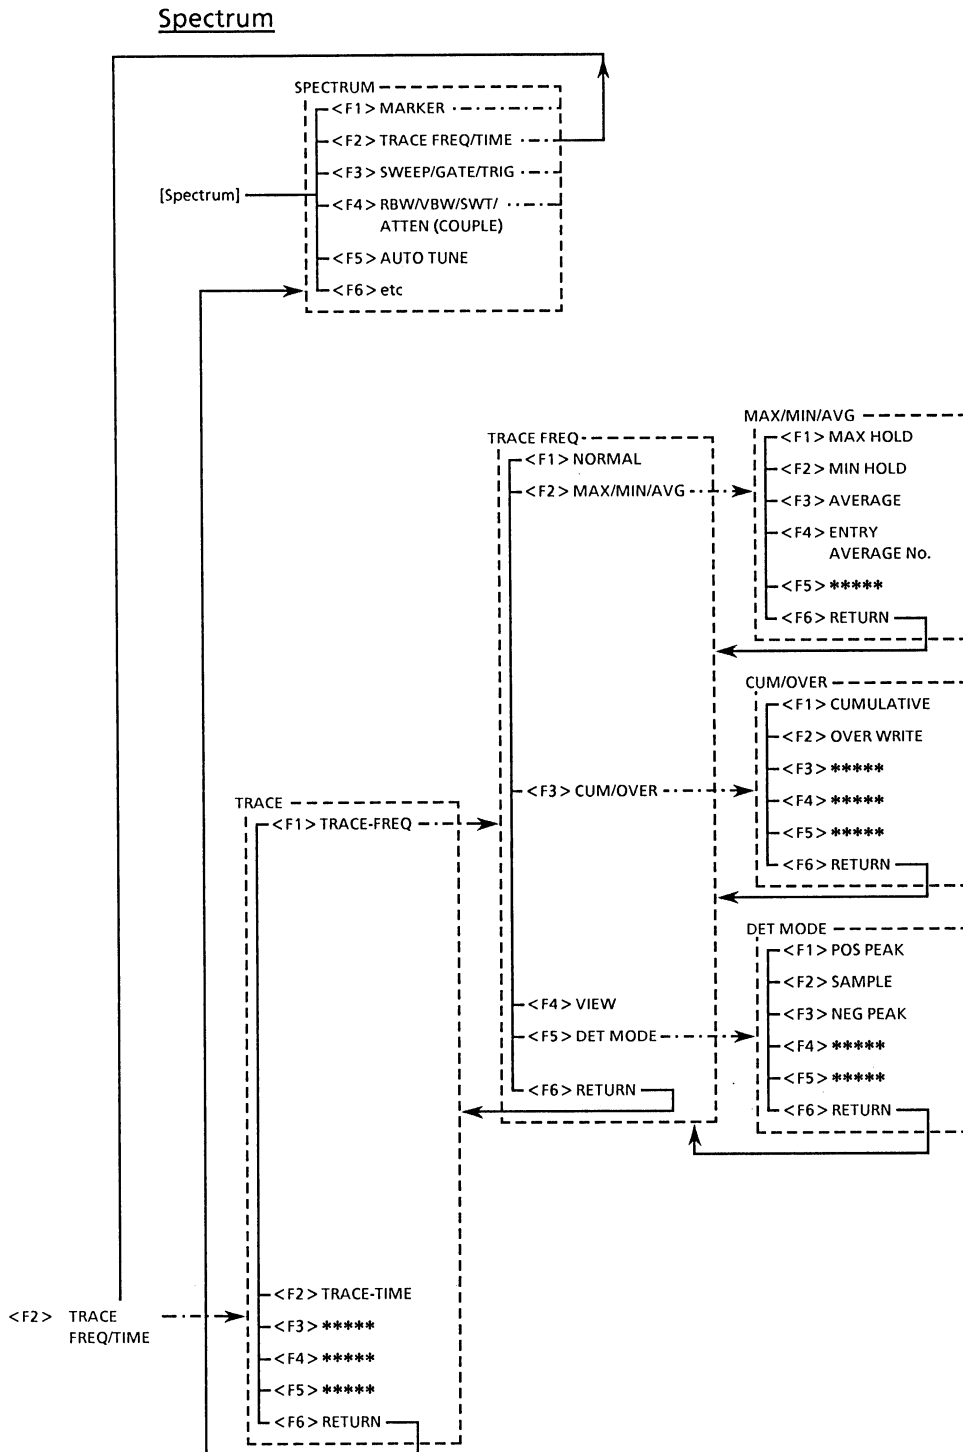 Spectrum
SPECTRUM
<F1> MARKER
<F2> TRACE FREQ/TIME
<F3> SWEEP/GATE/TRIG
[Spectrum]
<F4> RBW/VBW/SWT/
ATTEN (COUPLE)
<F5> AUTO TUNE
<F6> etc
MAX/MIN/AVG
<F1> MAX HOLD
<F2> MIN HOLD
<F3> AVERAGE
<F4> ENTRY
AVERAGE No.
<F5> *****
<F6> RETURN
TRACE FREQ
<F1> NORMAL
<F2> MAX/MIN/AVG
<F3> CUM/OVER
<F4> VIEW
<F5> DET MODE
<F6> RETURN
CUM/OVER
<F1> CUMULATIVE
<F2> OVER WRITE
<F3> *****
<F4> *****
<F5> *****
<F6> RETURN
DET MODE
<F1> POS PEAK
<F2> SAMPLE
<F3> NEG PEAK
<F4> *****
<F5> *****
<F6> RETURN
TRACE
<F1> TRACE-FREQ
<F2> TRACE-TIME
<F3> *****
<F4> *****
<F5> *****
<F6> RETURN
<F2> TRACE
FREQ/TIME